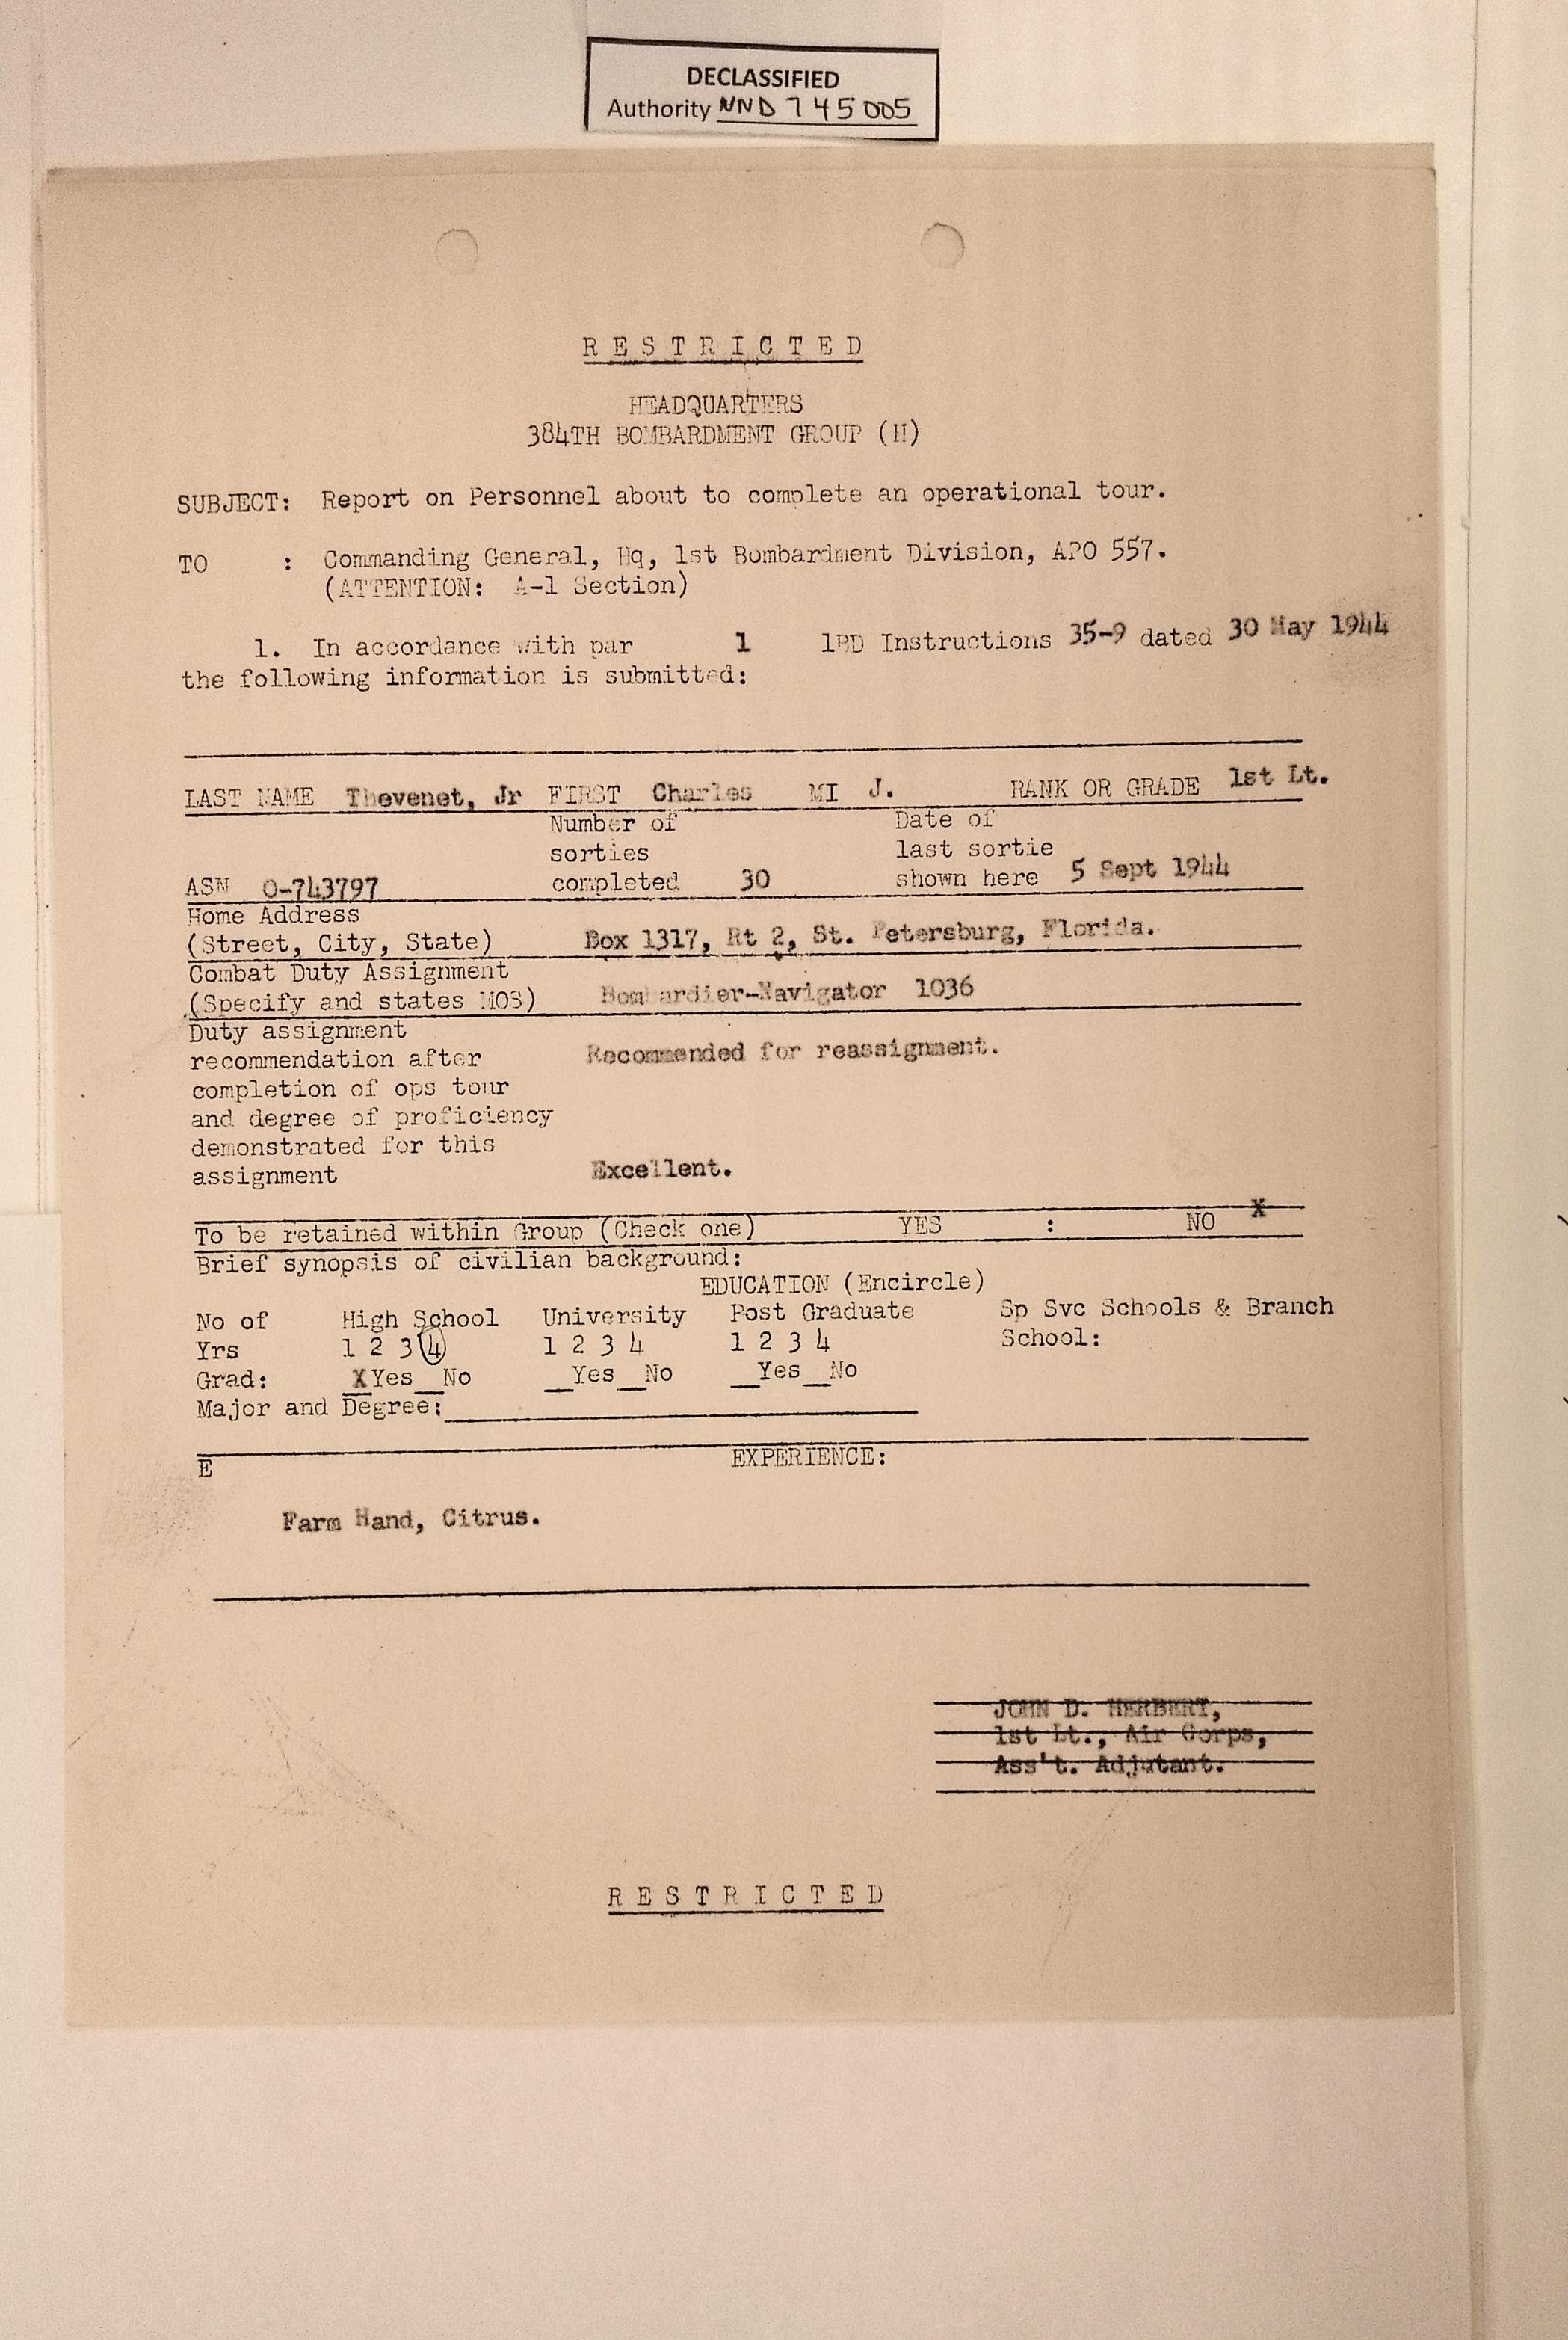 DECLASSIFIED
Authority NND 745005
RESTRICTED
HEADQUARTERS
384TH BOMBARDMENT GROUP (H)
SUBJECT: Report on Personnel about to complete an operational tour.
TO : Commanding General, Hq, 1st Bombardment Division, APO 557.
(ATTENTION: A-1 Section)
1. In accordance with par 1 1BD Instructions 35-9 dated 30 May 1944
the following information is submitted:
LAST NAME Thevenet, Jr FIRST Charles MI J. RANK OR GRADE 1st Lt.
Number of Date of
sorties last sortie
ASN O-743797 completed 30 shown here 5 Sept 1944
Home Address
(Street, City, State) Box 1317, Rt 2, St. Petersburg, Florida.
Combat Duty Assignment
(Specify and states MOS) Bombardier-Navigator 1036
Duty assignment
recommendation after Recommended for reassignment.
completion of ops tour
and degree of proficiency
demonstrated for this
assignment Excellent.
To be retained within Group (Check one) YES : NO X
Brief synopsis of civilian background:
EDUCATION (Encircle)
No of High School University Post Graduate Sp Svc Schools & Branch
Yrs 1 2 3 4 1 2 3 4 1 2 3 4 School:
Grad: XYes__No __Yes__No __Yes__No
Major and Degree:
E EXPERIENCE:
Farm Hand, Citrus.
JOHN D. HERBERT,
1st Lt., Air Corps,
Ass't. Adjutant.
RESTRICTED